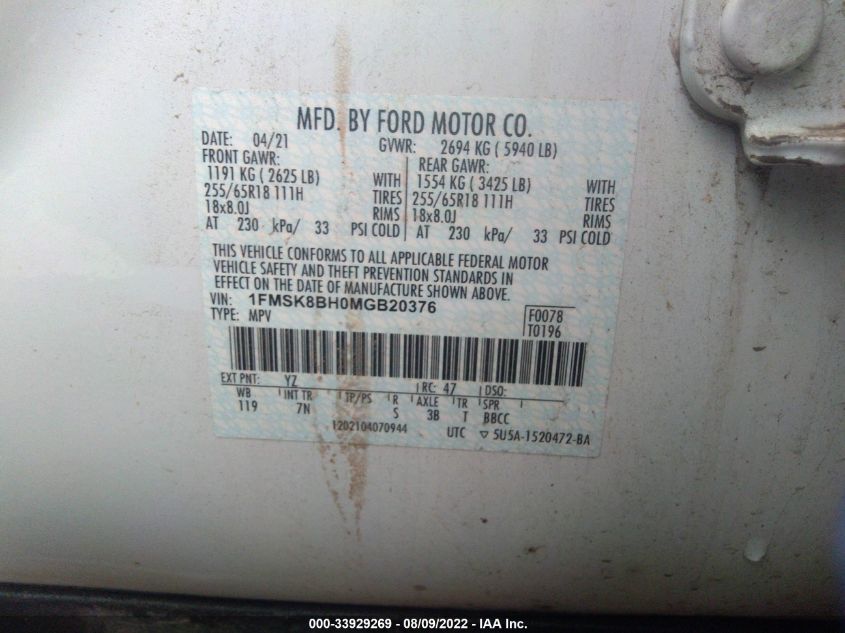 MFD. BY FORD MOTOR CO.
DATE: 04/21 GVWR: 2694 KG ( 5940 LB)
FRONT GAWR: REAR GAWR:
1191 KG ( 2625 LB) WITH 1554 KG ( 3425 LB) WITH
255/65R18 111H TIRES 255/65R18 111H TIRES
18x8.0J RIMS 18x8.0J RIMS
AT 230 kPa/ 33 PSI COLD AT 230 kPa/ 33 PSI COLD
THIS VEHICLE CONFORMS TO ALL APPLICABLE FEDERAL MOTOR
VEHICLE SAFETY AND THEFT PREVENTION STANDARDS IN
EFFECT ON THE DATE OF MANUFACTURE SHOWN ABOVE.
VIN: 1FMSK8BH0MGB20376 F0078
TYPE: MPV T0196
EXT PNT: YZ RC: 47 DSO:
WB INT TR TP/PS R AXLE TR SPR
119 7N S 3B T BBCC
1202104070944 UTC ▽ 5U5A-1520472-BA
000-33929269 - 08/09/2022 - IAA Inc.